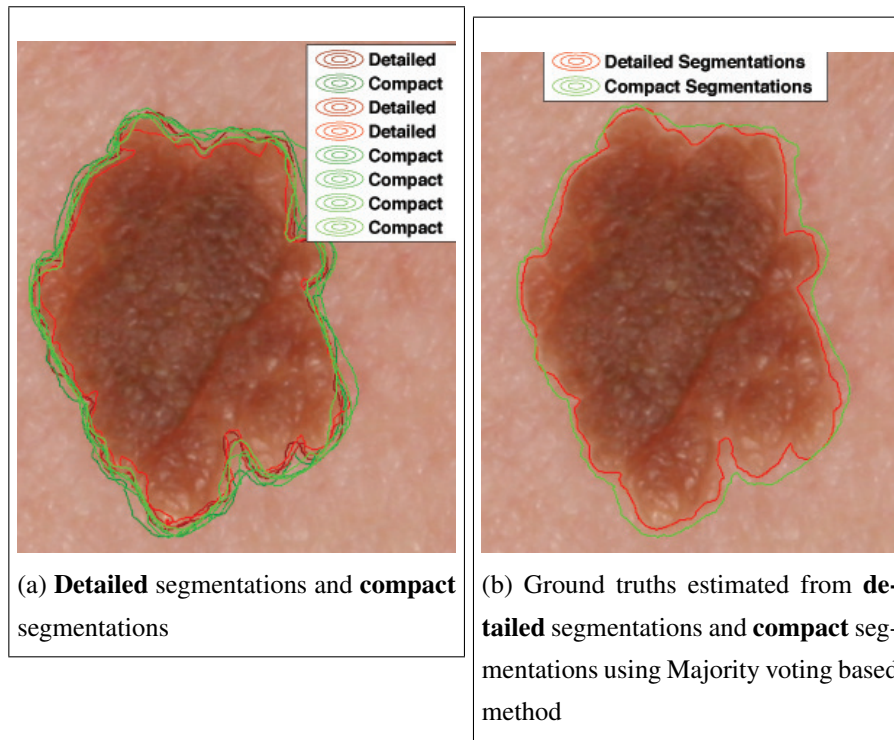 Detailed
Compact
Detailed
Detailed
Compact
Compact
Compact
Compact
(a) Detailed segmentations and compact
segmentations
Detailed Segmentations
Compact Segmentations
(b) Ground truths estimated from de-
tailed segmentations and compact seg-
mentations using Majority voting based
method